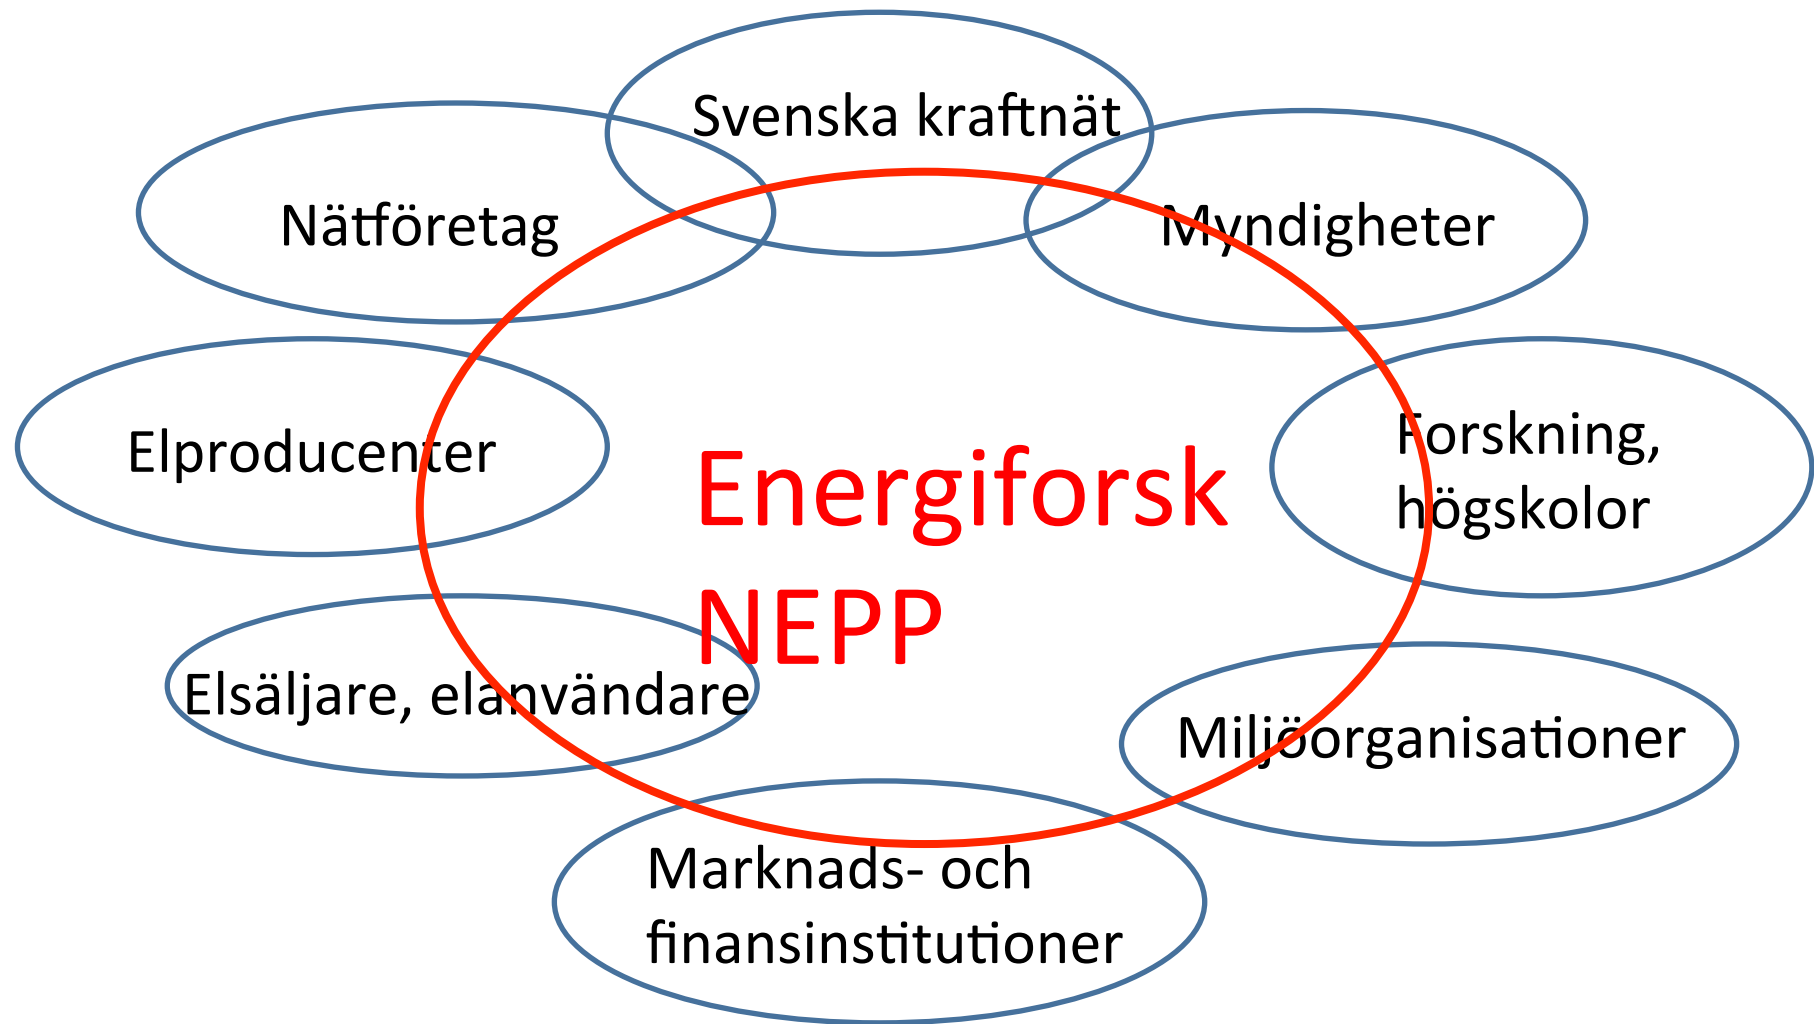 Svenska kraftnät
Nätföretag
Myndigheter
Elproducenter
Forskning,
högskolor
Energiforsk
NEPP
Elsäljare, elanvändare
Miljöorganisationer
Marknads- och
finansinstitutioner